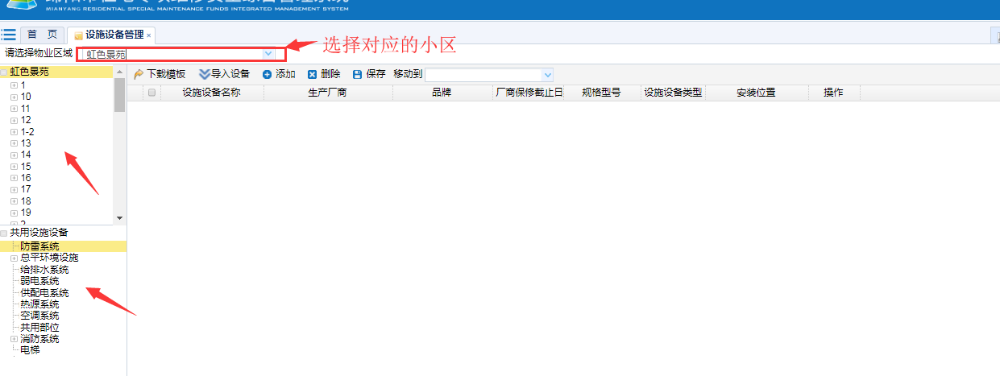 MIANYANG RESIDENTIAL SPECIAL MAINTENANCE FUNDS INTEGRATED MANAGEMENT SYSTEM
首 页 设施设备管理 ×
请选择物业区域 虹色景苑 选择对应的小区
虹色景苑
1
10
11
12
1-2
13
14
15
16
17
18
19
2
下载模板 导入设备 添加 删除 保存 移动到
设施设备名称 生产厂商 品牌 厂商保修截止日 规格型号 设施设备类型 安装位置 操作
共用设施设备
防雷系统
总平环境设施
给排水系统
弱电系统
供配电系统
热源系统
空调系统
共用部位
消防系统
电梯